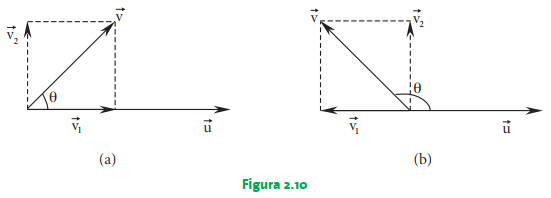 v⃗ v⃗ v⃗₂
v⃗₂
θ θ
v⃗₁ u⃗ v⃗₁ u⃗
(a) (b)
Figura 2.10